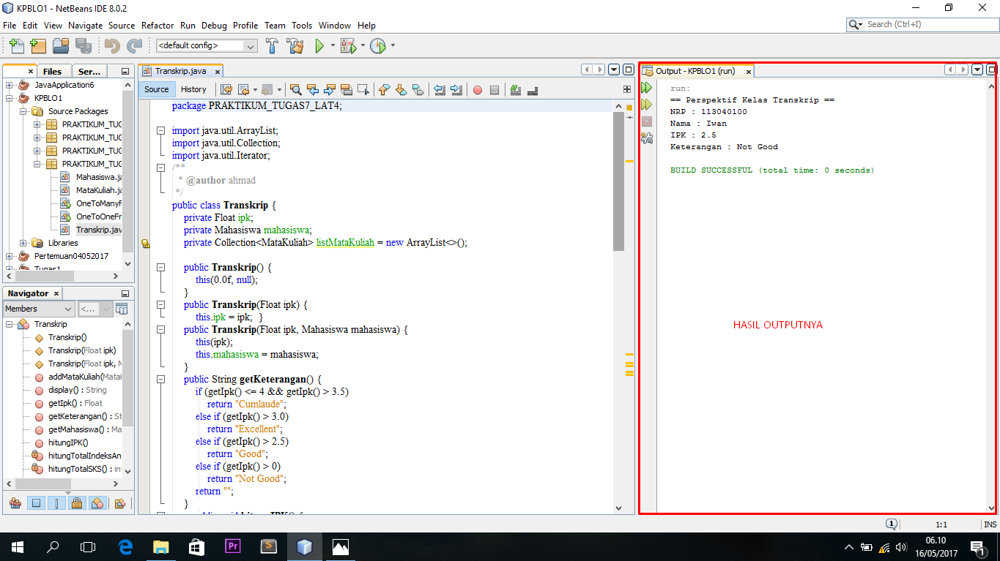 KPBLO1 - NetBeans IDE 8.0.2
File Edit View Navigate Source Refactor Run Debug Profile Team Tools Window Help
Search (Ctrl+I)
<default config>
Files
Ser...
JavaApplication6
KPBLO1
Source Packages
PRAKTIKUM_TUG
PRAKTIKUM_TUG
PRAKTIKUM_TUG
PRAKTIKUM_TUG
Mahasiswa.ja
MataKuliah.ja
OneToManyF
OneToOneFr
Transkrip.jav
Libraries
Pertemuan04052017
Tugas1
Navigator
Members
<...
Transkrip
Transkrip()
Transkrip(Float ipk)
Transkrip(Float ipk, M
addMataKuliah(Matal
display() : String
getIpk() : Float
getKeterangan() : St
getMahasiswa() : Ma
hitungIPK()
hitungTotalIndeksAn
hitungTotalSKS() : int
Transkrip.java
Source History
package PRAKTIKUM_TUGAS7_LAT4;
import java.util.ArrayList;
import java.util.Collection;
import java.util.Iterator;
/**
* @author ahmad
*/
public class Transkrip {
private Float ipk;
private Mahasiswa mahasiswa;
private Collection<MataKuliah> listMataKuliah = new ArrayList<>();
public Transkrip() {
this(0.0f, null);
}
public Transkrip(Float ipk) {
this.ipk = ipk; }
public Transkrip(Float ipk, Mahasiswa mahasiswa) {
this(ipk);
this.mahasiswa = mahasiswa;
}
public String getKeterangan() {
if (getIpk() <= 4 && getIpk() > 3.5)
return "Cumlaude";
else if (getIpk() > 3.0)
return "Excellent";
else if (getIpk() > 2.5)
return "Good";
else if (getIpk() > 0)
return "Not Good";
return "";
}
Output - KPBLO1 (run)
run:
== Perspektif Kelas Transkrip ==
NRP : 113040100
Nama : Iwan
IPK : 2.5
Keterangan : Not Good
BUILD SUCCESSFUL (total time: 0 seconds)
HASIL OUTPUTNYA
1
1:1
INS
Pr
S
06.10
16/05/2017
1